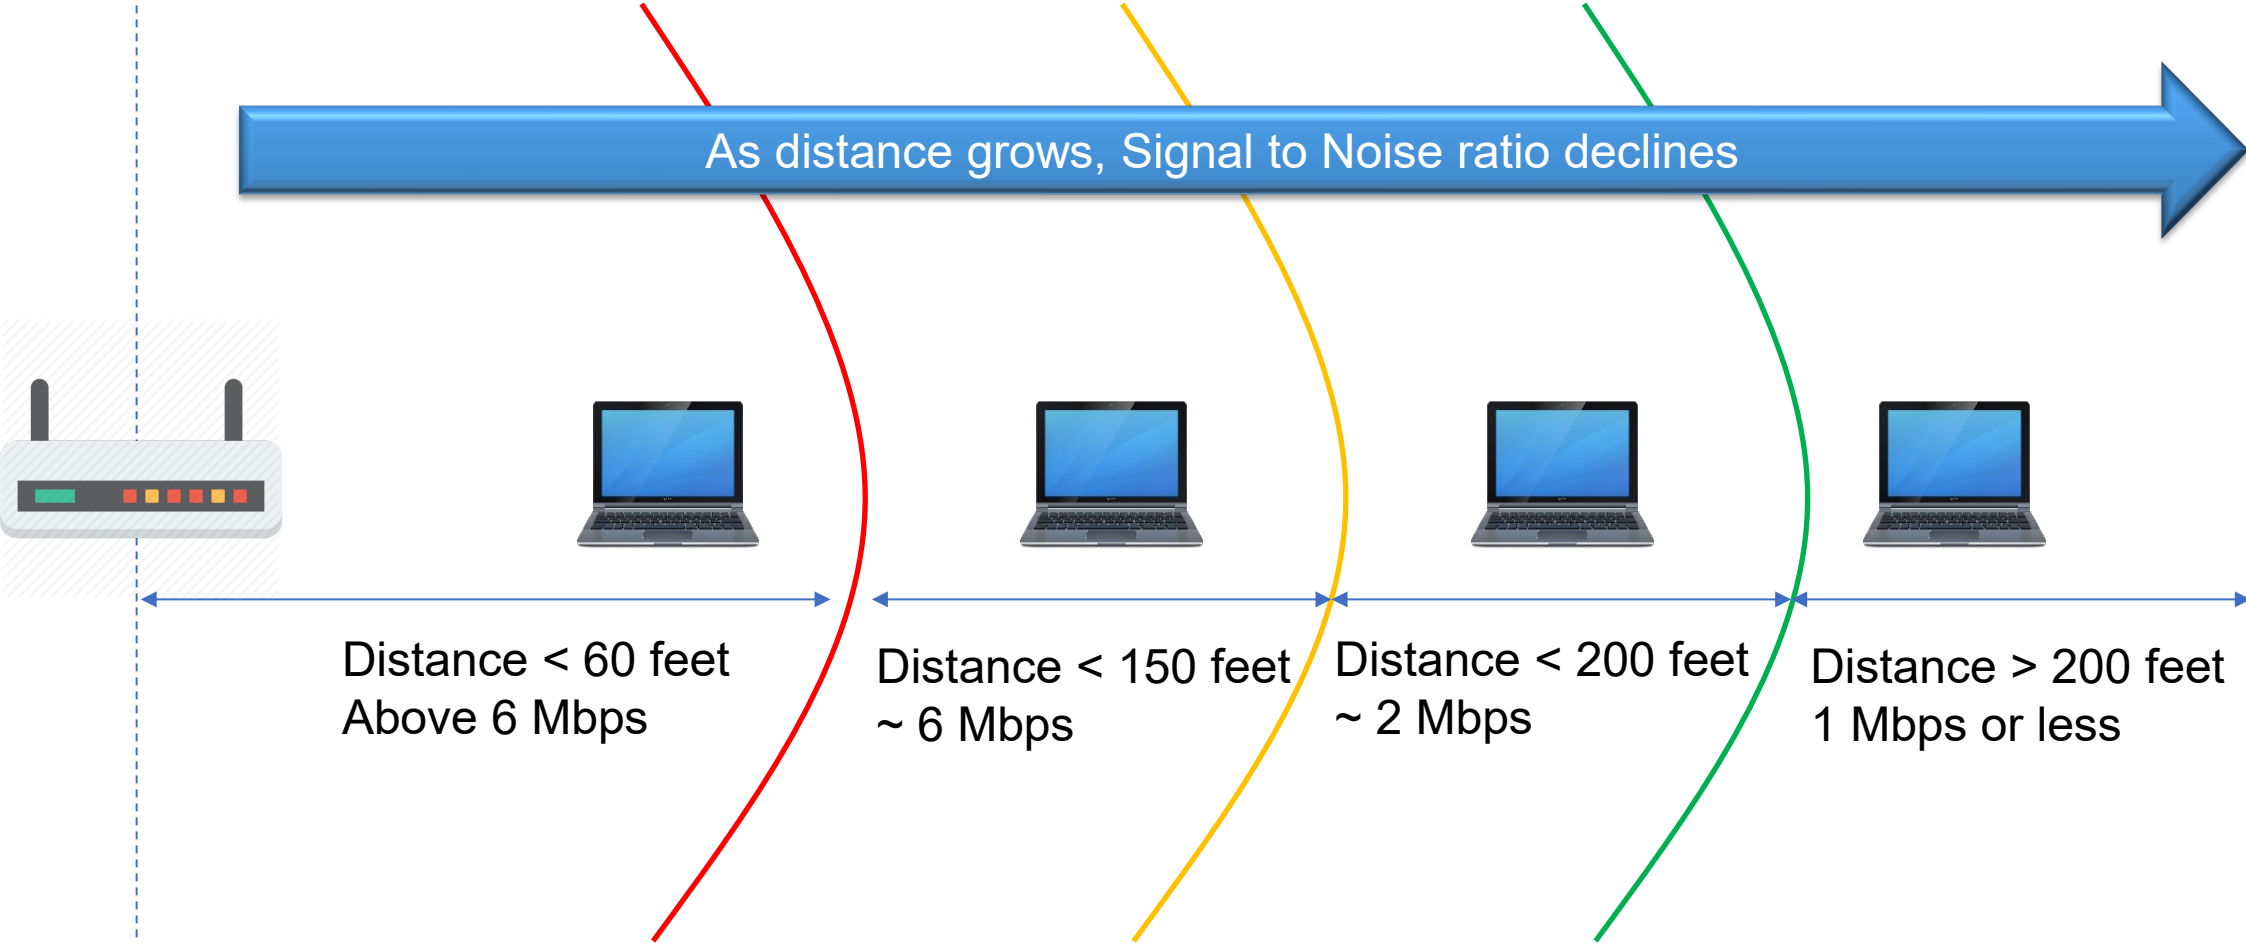 As distance grows, Signal to Noise ratio declines
Distance < 60 feet
Above 6 Mbps
Distance < 150 feet
~ 6 Mbps
Distance < 200 feet
~ 2 Mbps
Distance > 200 feet
1 Mbps or less